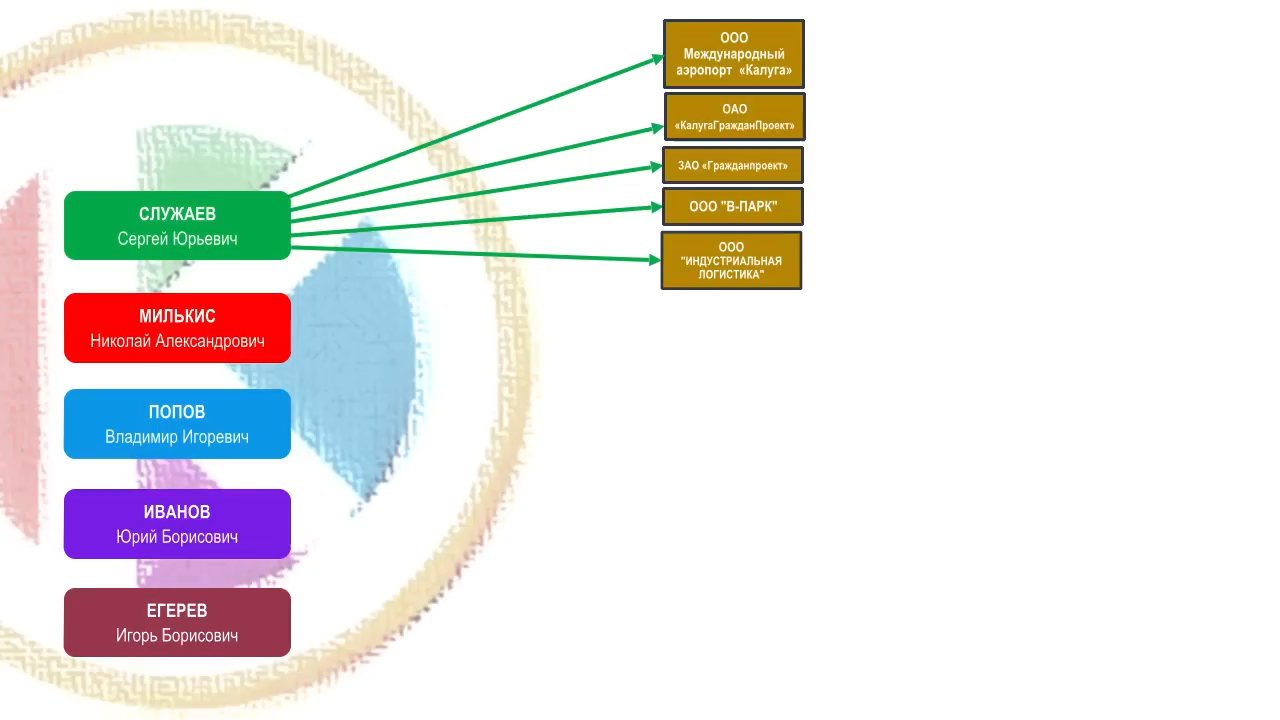 СЛУЖАЕВ
Сергей Юрьевич
МИЛЬКИС
Николай Александрович
ПОПОВ
Владимир Игоревич
ИВАНОВ
Юрий Борисович
ЕГЕРЕВ
Игорь Борисович
ООО
Международный
аэропорт «Калуга»
ОАО
«КалугаГражданПроект»
ЗАО «Гражданпроект»
ООО "В-ПАРК"
ООО
"ИНДУСТРИАЛЬНАЯ
ЛОГИСТИКА"